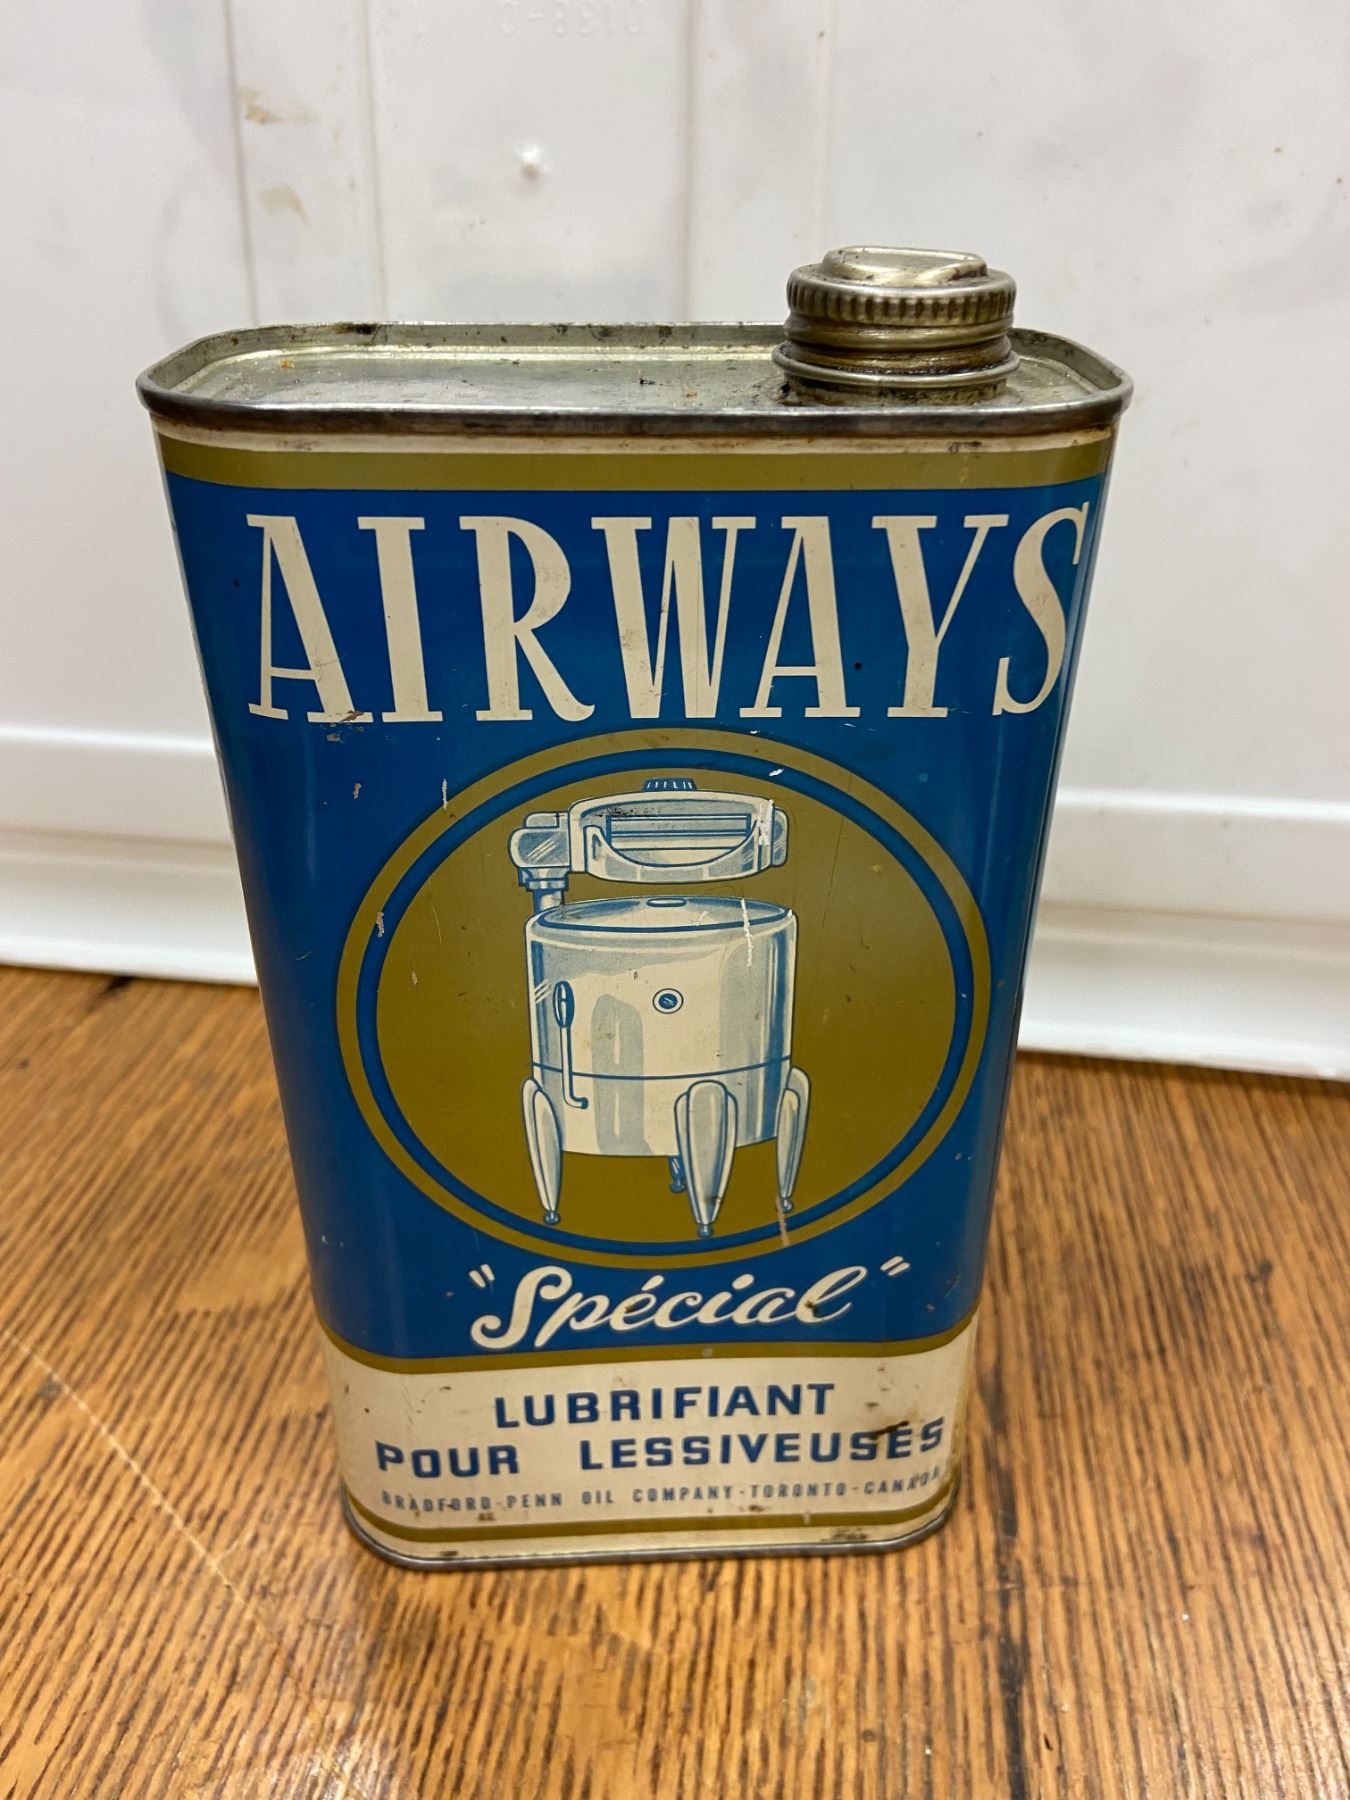 AIRWAYS
"Spécial"
LUBRIFIANT
POUR LESSIVEUSES
BRADFORD-PENN OIL COMPANY-TORONTO-CANADA